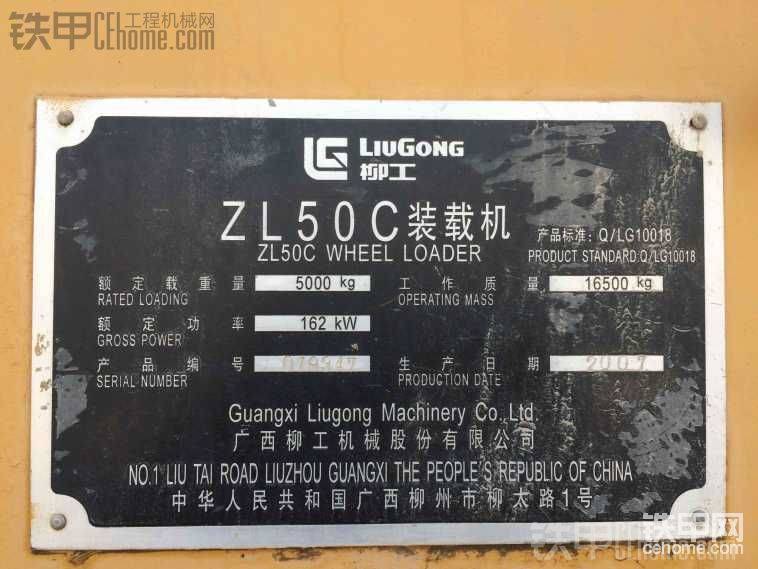 铁甲 工程机械网
CEhome.com
LIUGONG
柳工
ZL50C装载机
ZL50C WHEEL LOADER
产品标准: Q/LG10018
PRODUCT STANDARD:Q/LG10018
额定载重量 5000 kg
RATED LOADING
工作质量 16500 kg
OPERATING MASS
额定功率 162 kW
GROSS POWER
产品编号
SERIAL NUMBER
生产日期 2007
PRODUCTION DATE
Guangxi Liugong Machinery Co.,Ltd.
广西柳工机械股份有限公司
NO.1 LIU TAI ROAD LIUZHOU GUANGXI THE PEOPLE'S REPUBLIC OF CHINA
中华人民共和国广西柳州市柳太路1号
铁甲网
cehome.com